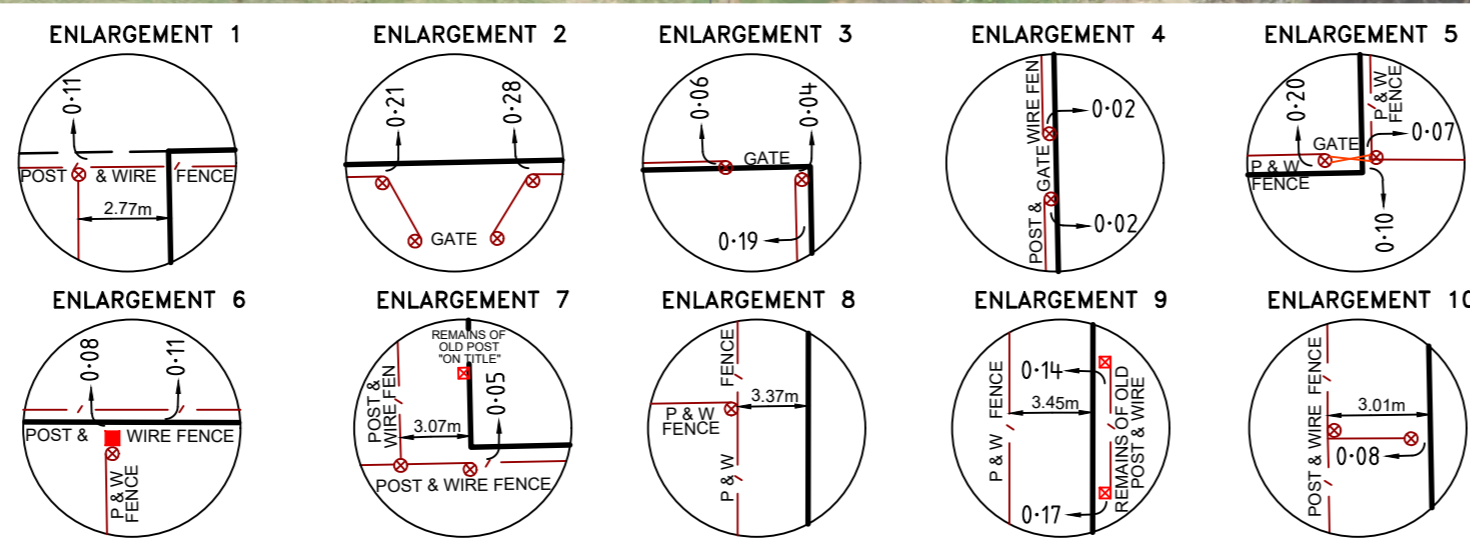 ENLARGEMENT 1
0·11
POST & WIRE FENCE
2.77m
ENLARGEMENT 2
0·21
0·28
GATE
ENLARGEMENT 3
0·06
0·04
GATE
0·19
ENLARGEMENT 4
POST & GATE WIRE FEN
0·02
0·02
ENLARGEMENT 5
0·20
P & W
FENCE
GATE
0·07
P & W
FENCE
0·10
ENLARGEMENT 6
0·08
0·11
POST & WIRE FENCE
P & W
FENCE
ENLARGEMENT 7
REMAINS OF
OLD POST
"ON TITLE"
POST &
WIRE FEN
0·05
3.07m
POST & WIRE FENCE
ENLARGEMENT 8
FENCE
3.37m
P & W
FENCE
P & W
ENLARGEMENT 9
P & W FENCE
0·14
3.45m
REMAINS OF OLD
POST & WIRE
0·17
ENLARGEMENT 10
POST & WIRE FENCE
3.01m
0·08